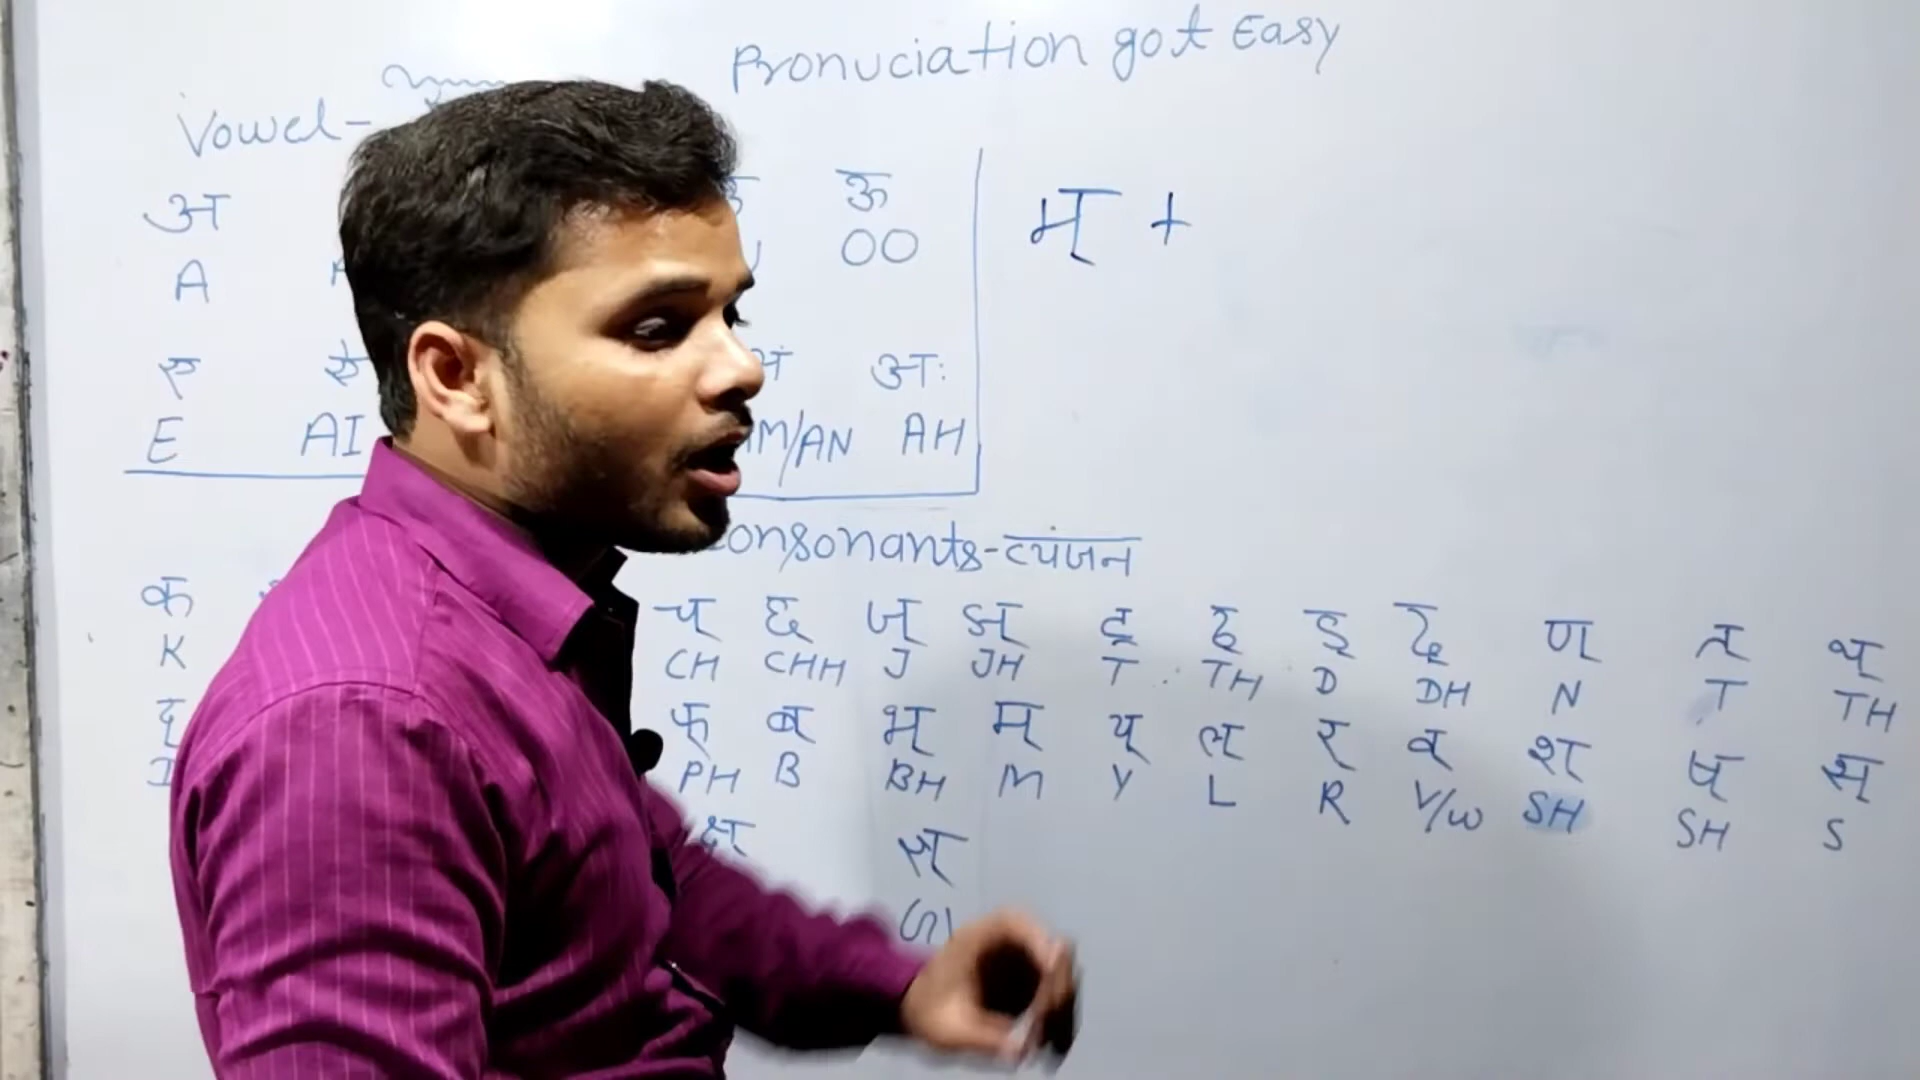 Pronuciation got Easy
Vowel-
अ ऊ
A OO
म् +
ए ऐ अः
E AI AN AH
onsonants-व्यंजन
क च् छ् ज् झ् ट् ठ् ड् ढ् ण् त् थ्
K CH CHH J JH T TH D DH N T TH
द् फ् ब् भ् म् य् ल् र् व् श् ष् स्
PH B BH M Y L R V/W SH SH S
क्ष्